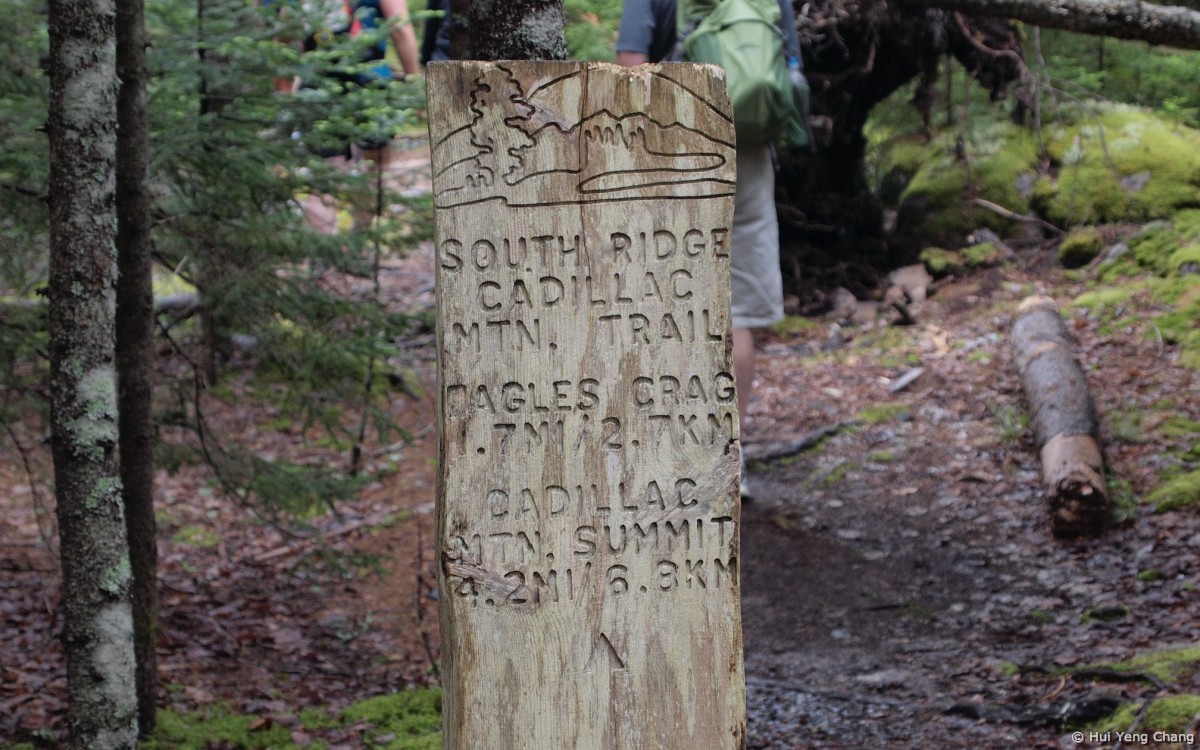 SOUTH RIDGE
CADILLAC
MTN. TRAIL
EAGLES CRAG
1.7MI/2.7KM
CADILLAC
MTN. SUMMIT
4.2MI/6.8KM
© Hui Yeng Chang